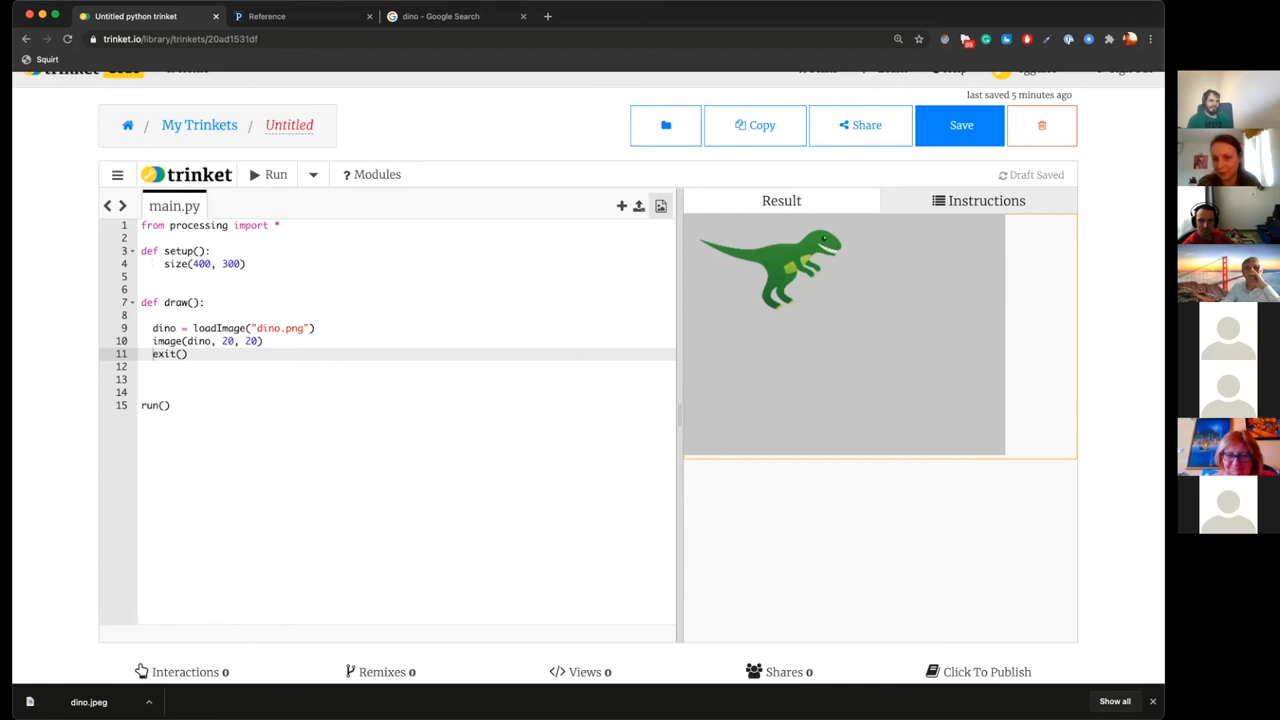 Untitled python trinket
Reference
dino - Google Search
trinket.io/library/trinkets/20ad1531df
Squirt
last saved 5 minutes ago
My Trinkets / Untitled
Copy
Share
Save
trinket
Run
? Modules
Draft Saved
main.py
Result
Instructions
1 from processing import *
2
3 def setup():
4 size(400, 300)
5
6
7 def draw():
8
9 dino = loadImage("dino.png")
10 image(dino, 20, 20)
11 exit()
12
13
14
15 run()
Interactions 0
Remixes 0
</> Views 0
Shares 0
Click To Publish
dino.jpeg
Show all